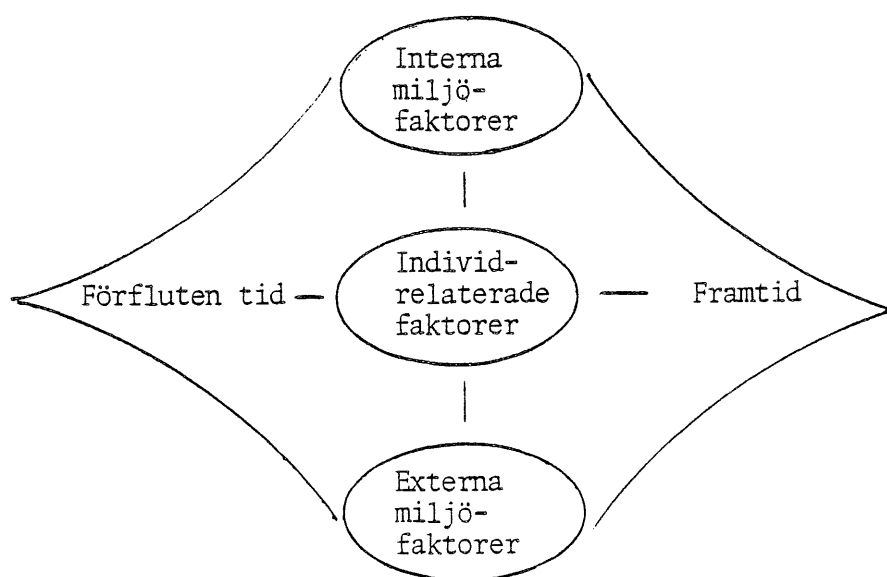 Interna
miljö-
faktorer
Förfluten tid
Individ-
relaterade
faktorer
Framtid
Externa
miljö-
faktorer